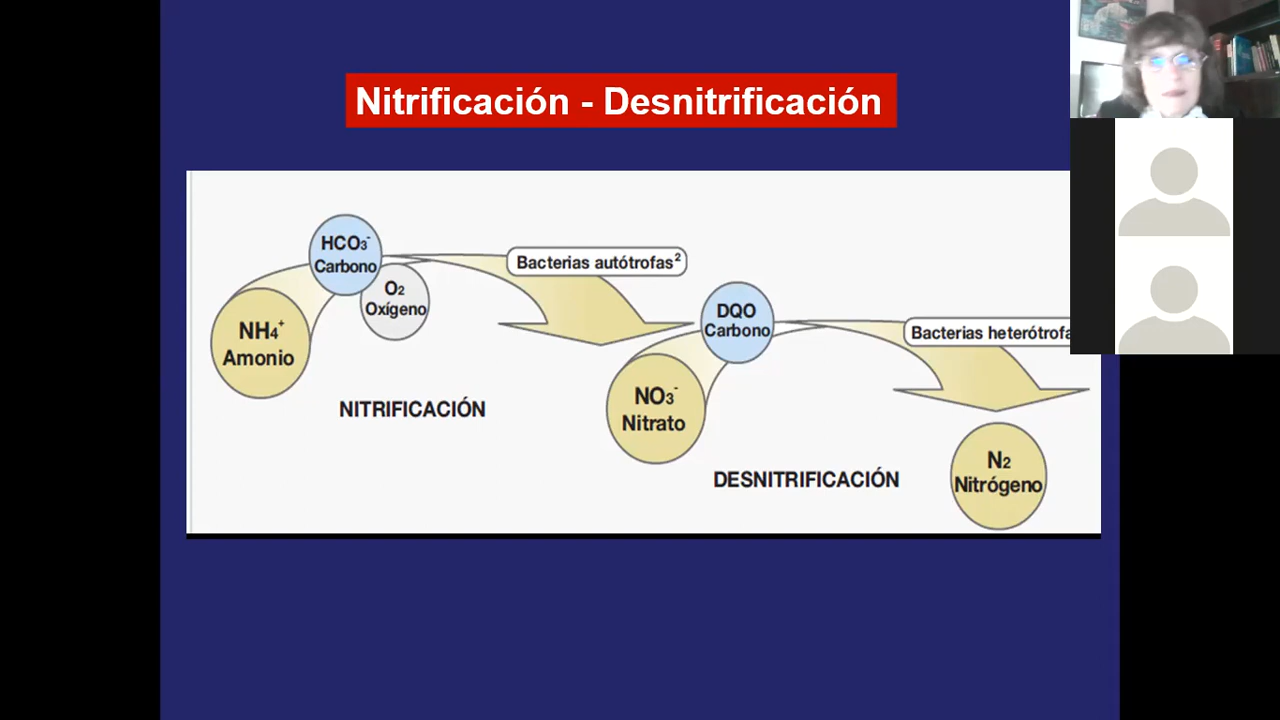 Nitrificación - Desnitrificación
HCO₃⁻
Carbono
O₂
Oxígeno
Bacterias autótrofas²
NH₄⁺
Amonio
NITRIFICACIÓN
DQO
Carbono
Bacterias heterótrofa
NO₃⁻
Nitrato
DESNITRIFICACIÓN
N₂
Nitrógeno